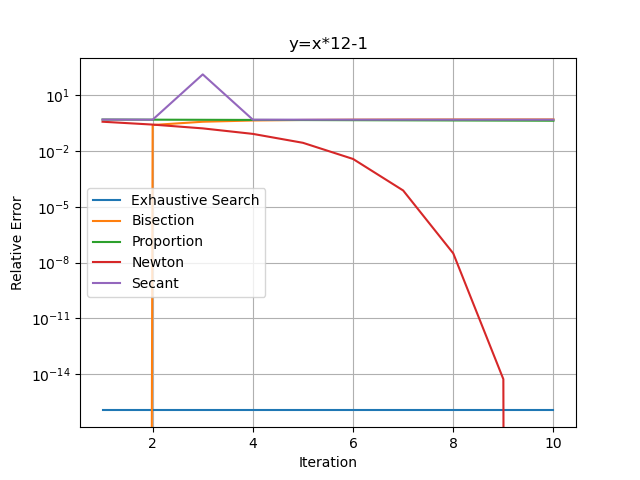 y=x*12-1
Relative Error
10^1
10^-2
10^-5
10^-8
10^-11
10^-14
Exhaustive Search
Bisection
Proportion
Newton
Secant
2 4 6 8 10
Iteration